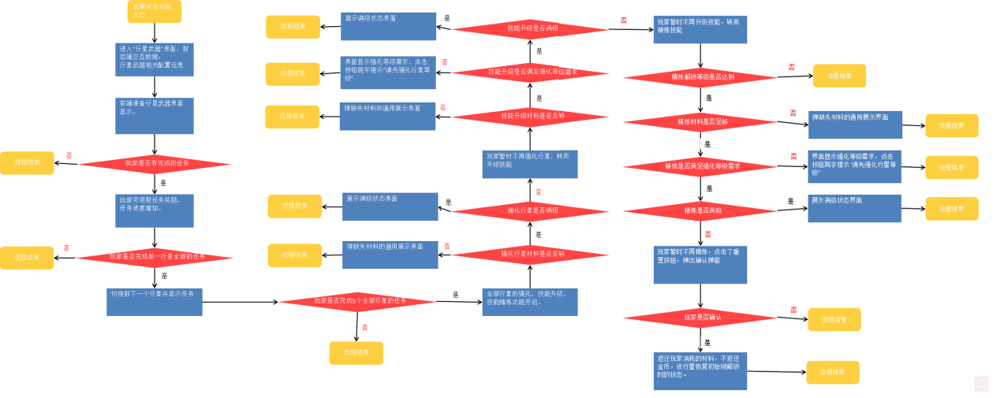 玩家点击功能
入口
进入“行星武器”界面，前
后端交互数据：
行星武器相关配置信息
前端准备行星武器界面
显示。
玩家是否有完成的任务
否
流程结束
是
玩家可领取任务奖励，
任务进度增加。
玩家是否完成单一行星全部的任务
否
流程结束
是
切换到下一个行星并显示任务
玩家是否完成5个全部行星的任务
否
流程结束
是
全部行星的强化，技能升级，
技能精炼功能开启。
强化行星材料是否足够
否
弹缺失材料的通用展示界面
流程结束
是
强化行星是否满级
是
展示满级状态界面
流程结束
否
玩家暂时不再强化行星，转而
升级技能
技能升级材料是否足够
否
弹缺失材料的通用展示界面
流程结束
是
技能升级是否满足强化等级需求
否
界面显示强化等级需求，点击
按钮跳字提示“请先强化行星等
级”
流程结束
是
技能升级是否满级
是
展示满级状态界面
流程结束
否
玩家暂时不再升级技能，转而
精炼技能
精炼解锁等级是否达到
否
流程结束
是
精炼材料是否足够
否
弹缺失材料的通用展示界面
流程结束
是
精炼是否满足强化等级需求
否
界面显示强化等级需求，点击
按钮跳字提示“请先强化行星等
级”
流程结束
是
精炼是否满级
是
展示满级状态界面
流程结束
否
玩家暂时不再精炼，点击了重
置按钮，弹出确认弹窗
玩家是否确认
否
流程结束
是
返还玩家消耗的材料，不返还
金币，该行星恢复初始刚解锁
时的状态。
流程结束